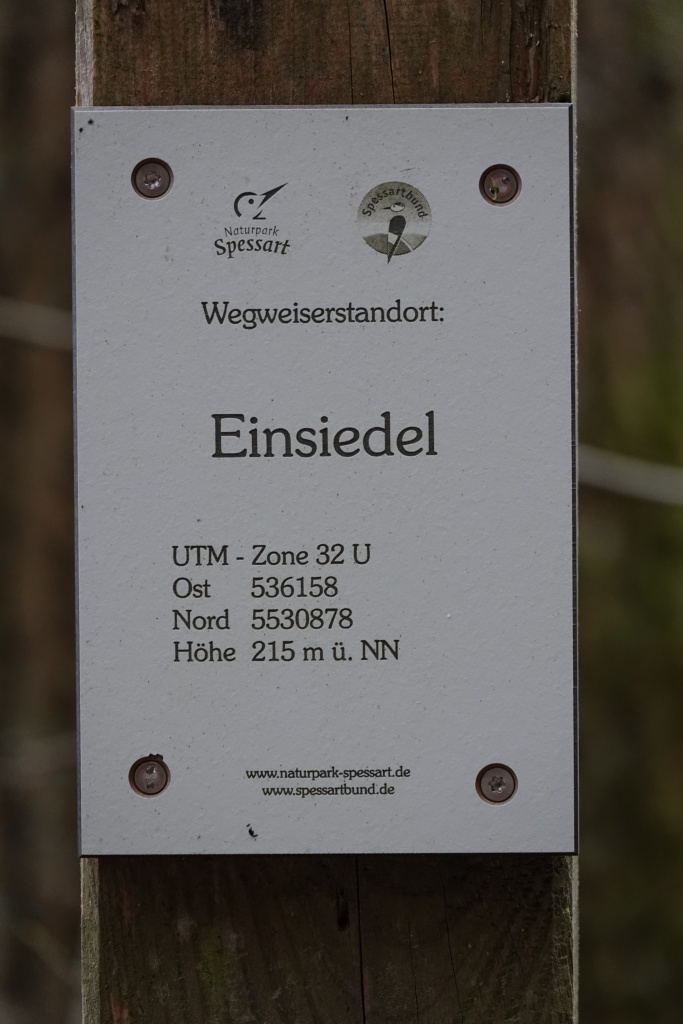 Naturpark
Spessart
Spessartbund
Wegweiserstandort:
Einsiedel
UTM - Zone 32 U
Ost 536158
Nord 5530878
Höhe 215 m ü. NN
www.naturpark-spessart.de
www.spessartbund.de